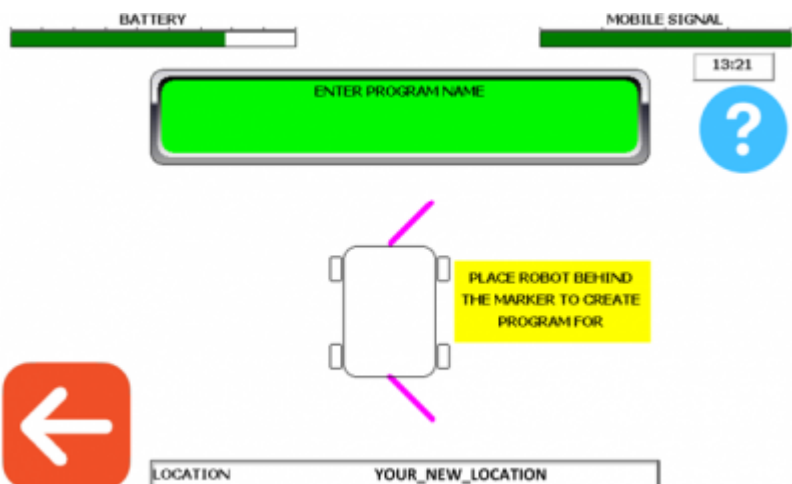 BATTERY
MOBILE SIGNAL
13:21
ENTER PROGRAM NAME
?
PLACE ROBOT BEHIND
THE MARKER TO CREATE
PROGRAM FOR
LOCATION YOUR_NEW_LOCATION